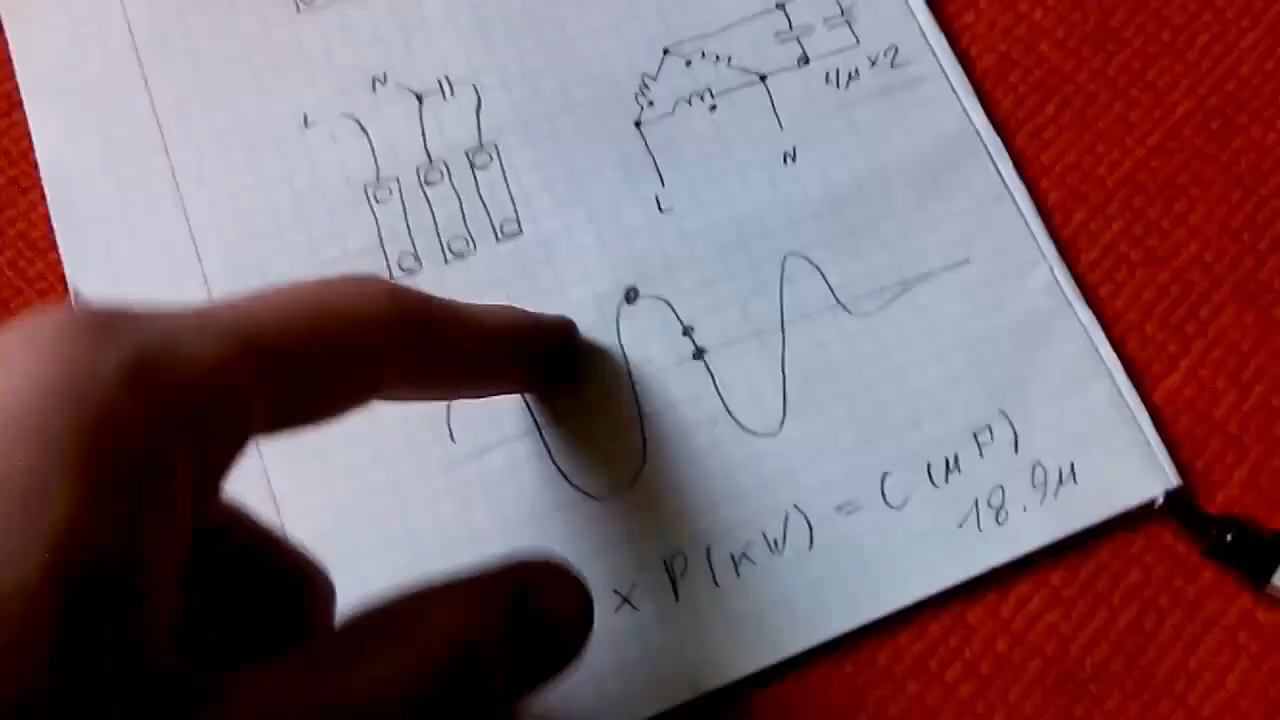 N
4µ×2
N
L
× P(KW) = C(µF)
18.9µ